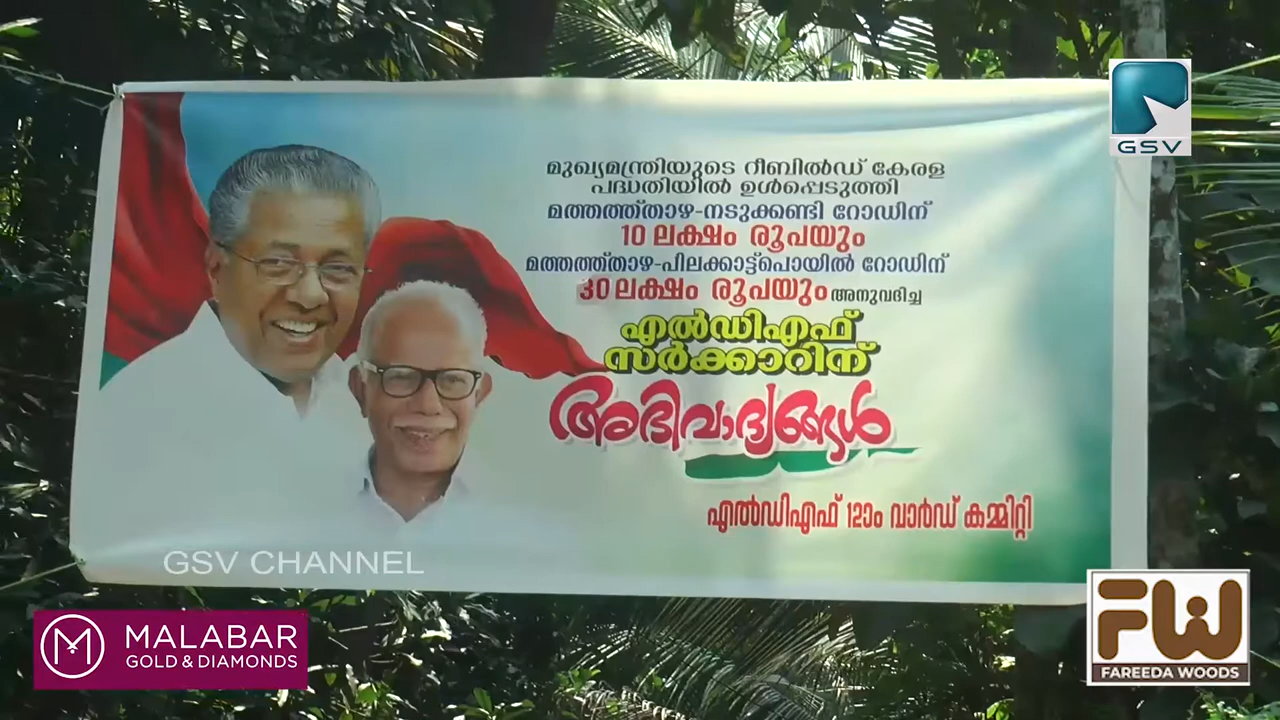 GSV
മുഖ്യമന്ത്രിയുടെ റീബിൽഡ് കേരള
പദ്ധതിയിൽ ഉൾപ്പെടുത്തി
മത്തത്ത്താഴ-നടുക്കണ്ടി റോഡിന്
10 ലക്ഷം രൂപയും
മത്തത്ത്താഴ-പിലക്കാട്ട്പൊയിൽ റോഡിന്
30 ലക്ഷം രൂപയും അനുവദിച്ച
എൽഡിഎഫ്
സർക്കാറിന്
അഭിവാദ്യങ്ങൾ
എൽഡിഎഫ് 12ാം വാർഡ് കമ്മിറ്റി
GSV CHANNEL
MALABAR
GOLD & DIAMONDS
FW
FAREEDA WOODS